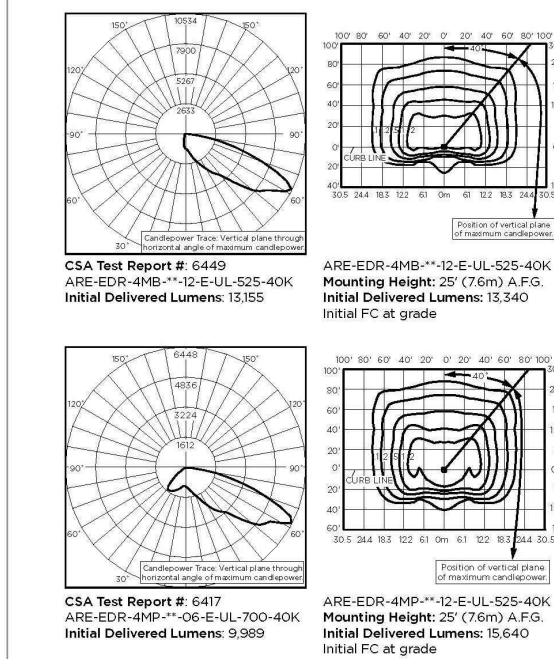 10534
7900
5267
2633
150˚ 150˚
120˚ 120˚
90˚ 90˚
60˚ 60˚
30˚
Candlepower Trace: Vertical plane through
horizontal angle of maximum candlepower.
CSA Test Report #: 6449
ARE-EDR-4MB-**-12-E-UL-525-40K
Initial Delivered Lumens: 13,155
100' 80' 60' 40' 20' 0' 20' 40' 60' 80' 100'
100'
80'
60'
40'
20'
0'
20'
40'
40˚
CURB LINE
30.5 24.4 18.3 12.2 6.1 0m 6.1 12.2 18.3 24.4 30.5
Position of vertical plane
of maximum candlepower.
ARE-EDR-4MB-**-12-E-UL-525-40K
Mounting Height: 25' (7.6m) A.F.G.
Initial Delivered Lumens: 13,340
Initial FC at grade
6448
4836
3224
1612
150˚ 150˚
120˚ 120˚
90˚ 90˚
60˚ 60˚
30˚
Candlepower Trace: Vertical plane through
horizontal angle of maximum candlepower.
CSA Test Report #: 6417
ARE-EDR-4MP-**-06-E-UL-700-40K
Initial Delivered Lumens: 9,989
100' 80' 60' 40' 20' 0' 20' 40' 60' 80' 100'
100'
80'
60'
40'
20'
0'
20'
40'
60'
40˚
CURB LINE
30.5 24.4 18.3 12.2 6.1 0m 6.1 12.2 18.3 24.4 30.5
Position of vertical plane
of maximum candlepower.
ARE-EDR-4MP-**-12-E-UL-525-40K
Mounting Height: 25' (7.6m) A.F.G.
Initial Delivered Lumens: 15,640
Initial FC at grade